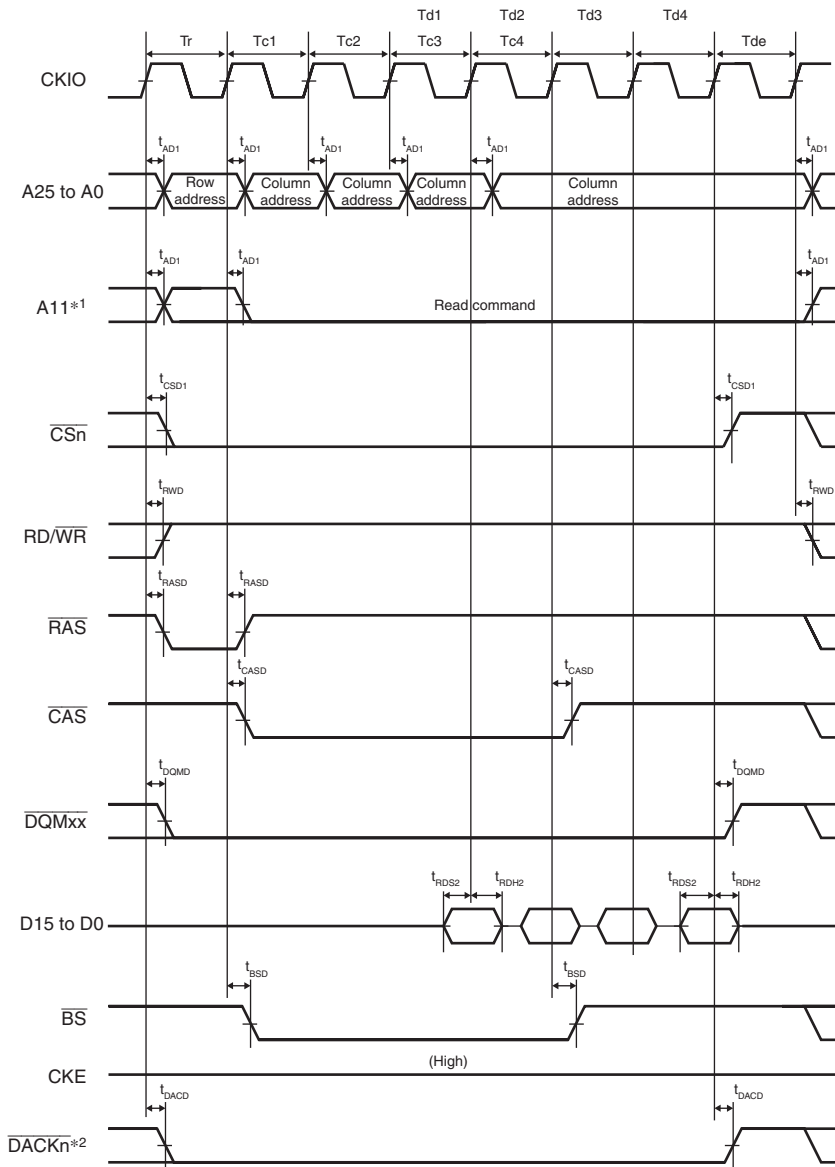 Td1 Td2 Td3 Td4
Tr Tc1 Tc2 Tc3 Tc4 Tde
CKIO
tAD1 tAD1 tAD1 tAD1 tAD1 tAD1
A25 to A0
Row address
Column address
Column address
Column address
Column address
tAD1 tAD1 tAD1
A11*1
Read command
tCSD1 tCSD1
CSn
tRWD tRWD
RD/WR
tRASD tRASD
RAS
tCASD tCASD
CAS
tDQMD tDQMD
DQMxx
tRDS2 tRDH2 tRDS2 tRDH2
D15 to D0
tBSD tBSD
BS
(High)
CKE
tDACD tDACD
DACKn*2